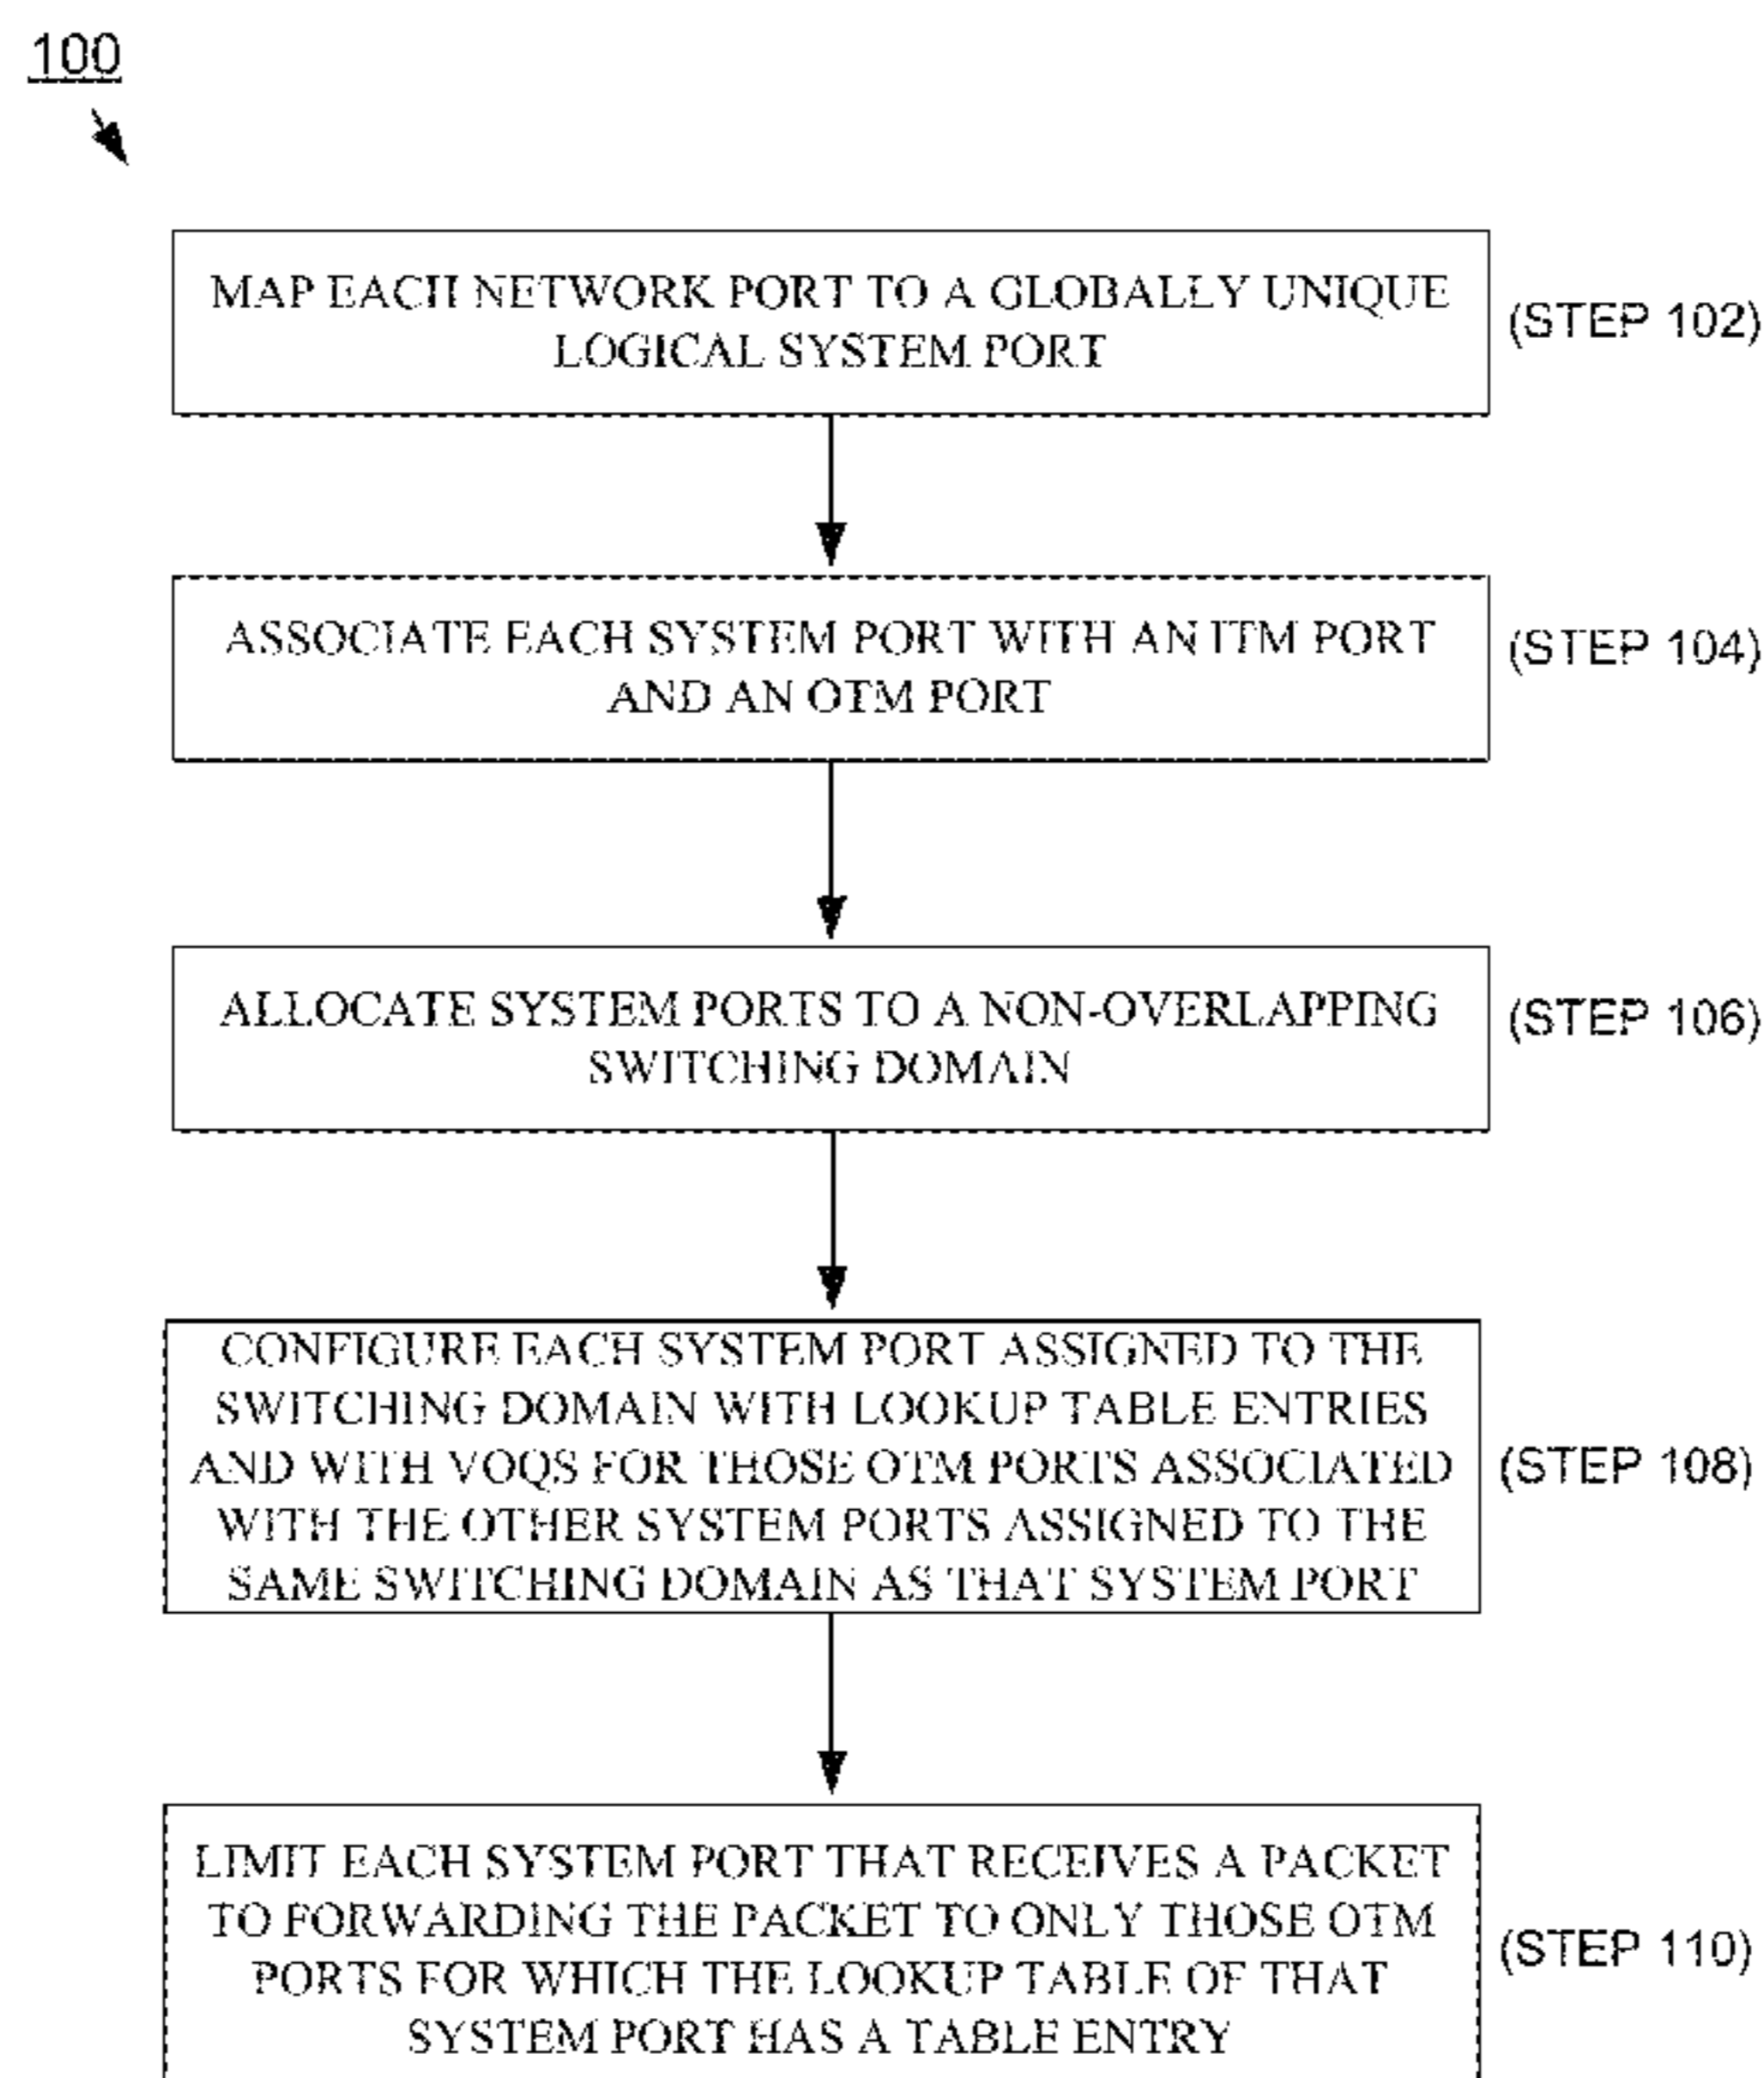 100
MAP EACH NETWORK PORT TO A GLOBALLY UNIQUE
LOGICAL SYSTEM PORT
(STEP 102)
ASSOCIATE EACH SYSTEM PORT WITH AN ITM PORT
AND AN OTM PORT
(STEP 104)
ALLOCATE SYSTEM PORTS TO A NON-OVERLAPPING
SWITCHING DOMAIN
(STEP 106)
CONFIGURE EACH SYSTEM PORT ASSIGNED TO THE
SWITCHING DOMAIN WITH LOOKUP TABLE ENTRIES
AND WITH VOQS FOR THOSE OTM PORTS ASSOCIATED
WITH THE OTHER SYSTEM PORTS ASSIGNED TO THE
SAME SWITCHING DOMAIN AS THAT SYSTEM PORT
(STEP 108)
LIMIT EACH SYSTEM PORT THAT RECEIVES A PACKET
TO FORWARDING THE PACKET TO ONLY THOSE OTM
PORTS FOR WHICH THE LOOKUP TABLE OF THAT
SYSTEM PORT HAS A TABLE ENTRY
(STEP 110)